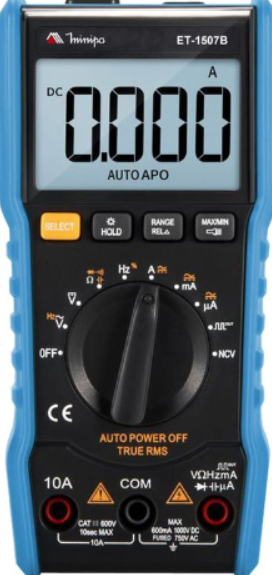 Minipa ET-1507B
A
DC 0.000
AUTO APO
SELECT HOLD RANGE REL△ MAX/MIN
Hz% A
Ω mA
V μA
Hz~ V
OFF NCV
CE
AUTO POWER OFF
TRUE RMS
10A COM VΩHzmA
μA
CAT III 600V
10sec MAX
10A
MAX
600mA 1000V DC
FUSED 750V AC